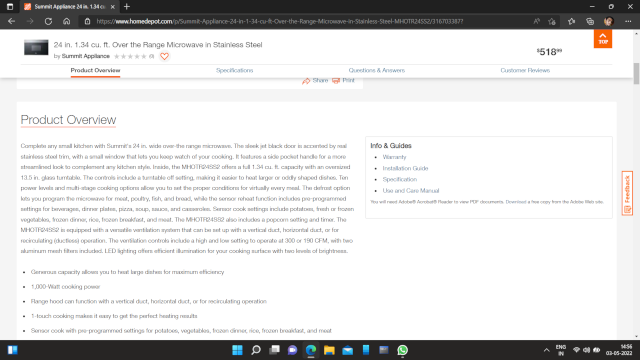 Summit Appliance 24 in. 1.34 cu
https://www.homedepot.com/p/Summit-Appliance-24-in-1-34-cu-ft-Over-the-Range-Microwave-in-Stainless-Steel-MHOTR24SS2/316703387?
24 in. 1.34 cu. ft. Over the Range Microwave in Stainless Steel
by Summit Appliance (0)
$518⁹⁹
TOP
Product Overview Specifications Questions & Answers Customer Reviews
Share Print
Product Overview
Complete any small kitchen with Summit's 24 in. wide over-the range microwaves. The sleek jet black door is accented by real
stainless steel trim, with a small window that lets you keep watch of your cooking. It features a side pocket handle for a more
streamlined look to complement any kitchen style. Inside, the MHOTR24SS2 offers a full 1.34 cu. ft. capacity with an oversized
13.5 in. glass turntable. The controls include a turntable off setting, making it easier to heat larger or oddly shaped dishes. Ten
power levels and multi-stage cooking options allow you to set the proper conditions for virtually every meal. The defrost option
lets you program the microwave for meat, poultry, fish, and bread, while the sensor reheat function includes pre-programmed
settings for beverages, dinner plates, pizza, soup, sauces, and casseroles. Sensor cook settings include potatoes, fresh or frozen
vegetables, frozen dinner, rice, frozen breakfast, and meat. The MHOTR24SS2 also includes a popcorn setting and timer. The
MHOTR24SS2 is equipped with a versatile ventilation system that can be set up with a vertical duct, horizontal duct, or for
recirculating (ductless) operation. The ventilation controls include a high and low setting to operate at 300 or 190 CFM, with two
aluminum mesh filters included. LED lighting offers efficient illumination for your cooking surface with two levels of brightness.
Generous capacity allows you to heat large dishes for maximum efficiency
1,000-Watt cooking power
Range hood can function with a vertical duct, horizontal duct, or for recirculating operation
1-touch cooking makes it easy to get the perfect heating results
Sensor cook with pre-programmed settings for potatoes, vegetables, frozen dinner, rice, frozen breakfast, and meat
Info & Guides
Warranty
Installation Guide
Specification
Use and Care Manual
You will need Adobe® Acrobat® Reader to view PDF documents. Download a free copy from the Adobe Web site.
Feedback
ENG
IN
14:56
03-05-2022